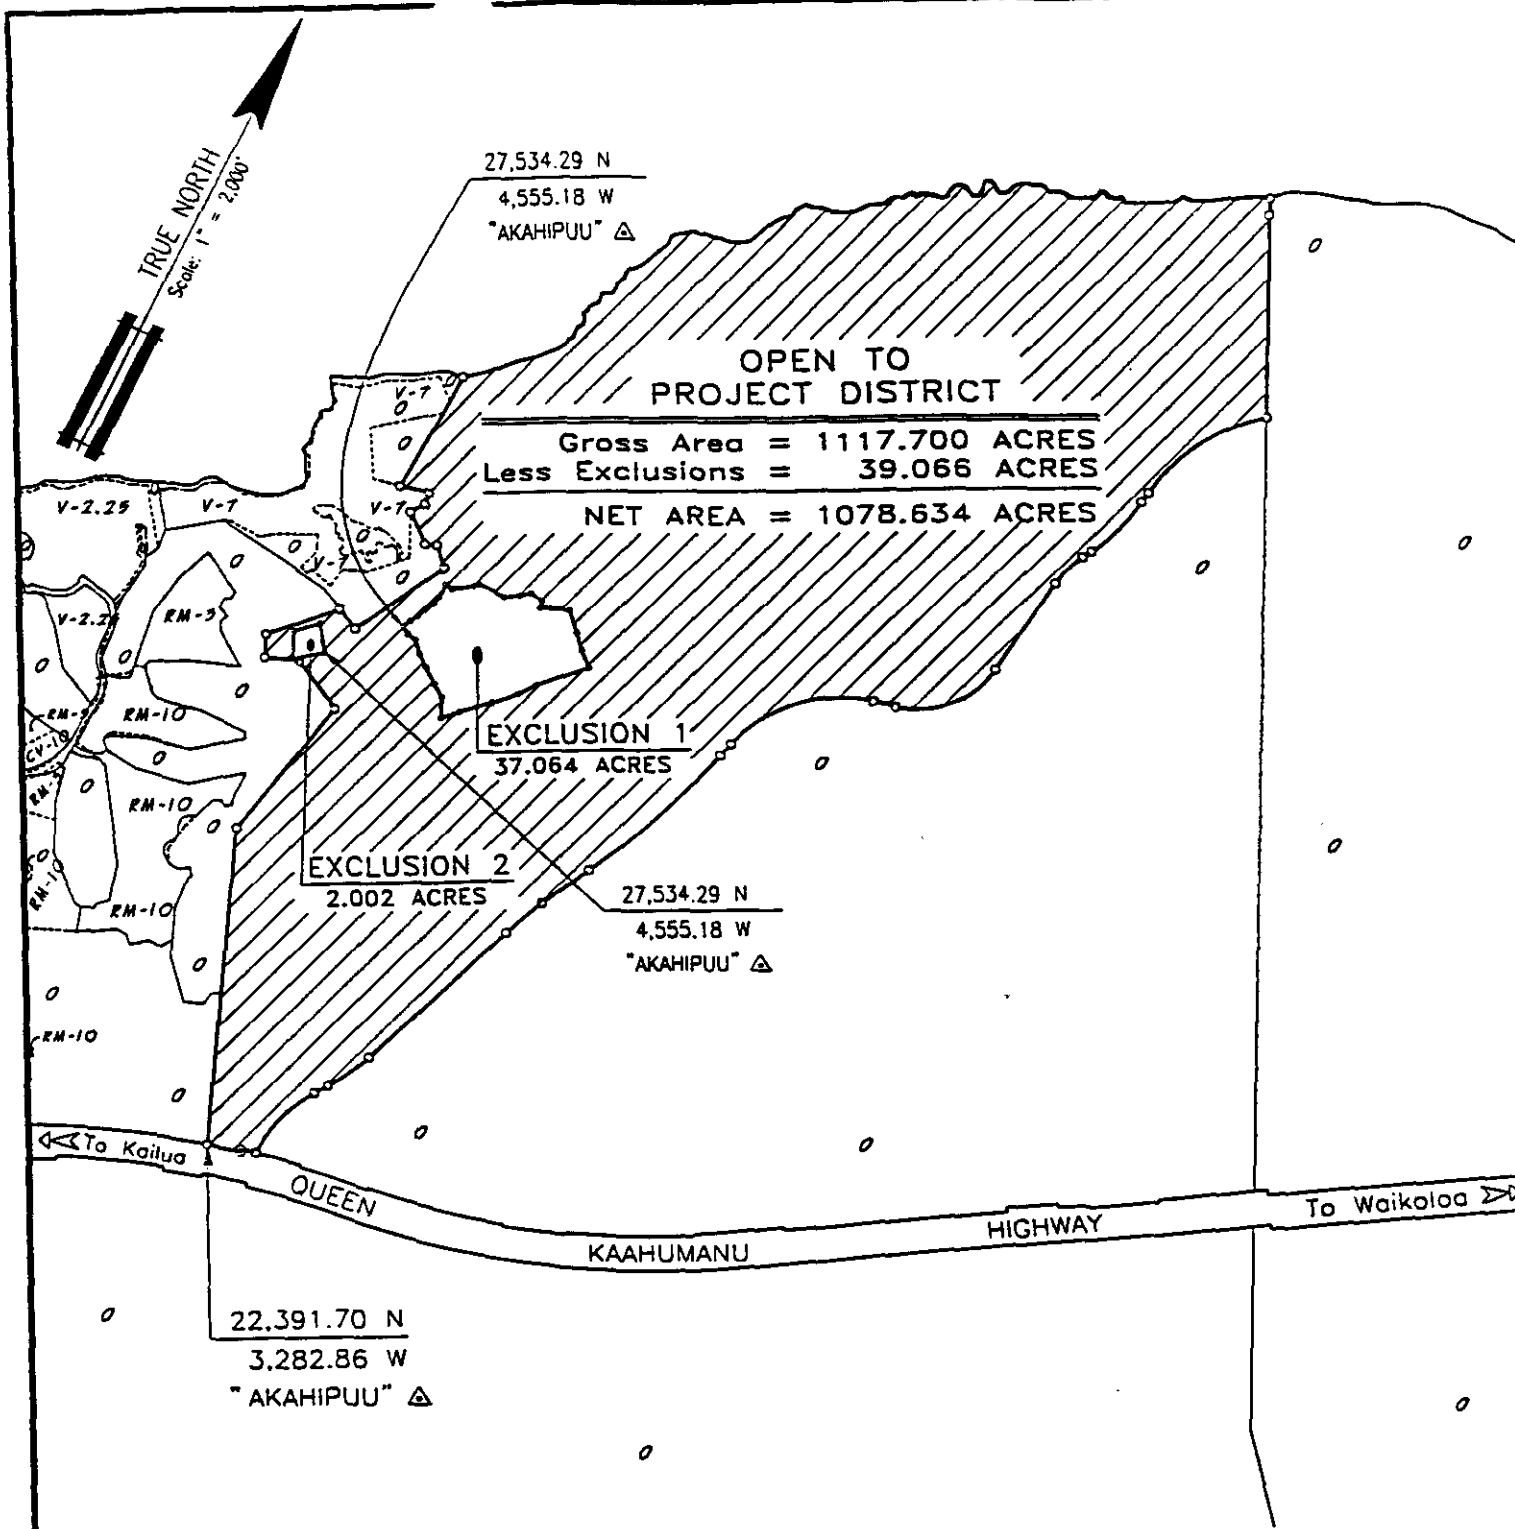 TRUE NORTH
Scale: 1" = 2,000'
27,534.29 N
4,555.18 W
"AKAHIPUU"
OPEN TO
PROJECT DISTRICT
Gross Area = 1117.700 ACRES
Less Exclusions = 39.066 ACRES
NET AREA = 1078.634 ACRES
V-7
O
O
V-2.25
V-7
V-7
O
O
V-7
O
O
RM-3
O
O
O
RM-10
O
RM-10
O
O
CV-10
O
RM-10
RM-10
O
O
RM-10
O
O
EXCLUSION 1
37.064 ACRES
EXCLUSION 2
2.002 ACRES
27,534.29 N
4,555.18 W
"AKAHIPUU"
O
O
O
O
O
O
O
To Kailua
QUEEN
KAAHUMANU
HIGHWAY
To Waikoloa
22,391.70 N
3,282.86 W
"AKAHIPUU"
O
O
O